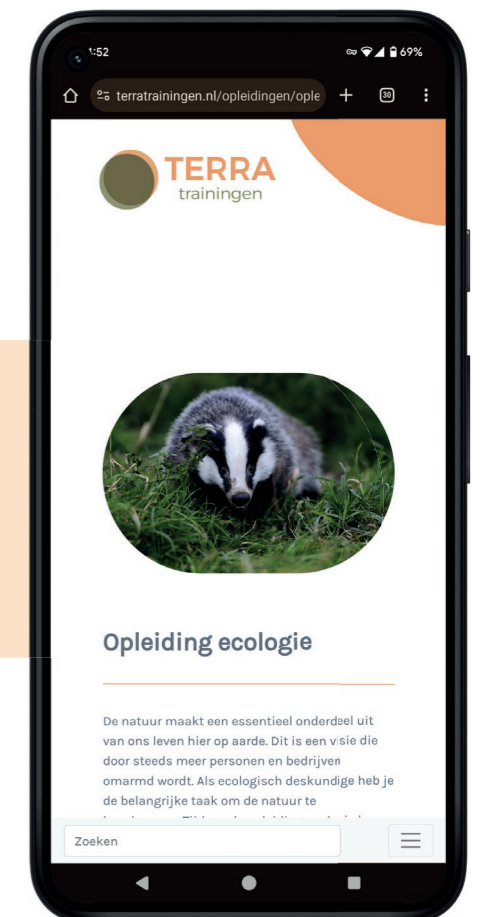 :52
69%
terratrainingen.nl/opleidingen/ople
30
TERRA
trainingen
Opleiding ecologie
De natuur maakt een essentieel onderdeel uit
van ons leven hier op aarde. Dit is een visie die
door steeds meer personen en bedrijven
omarmd wordt. Als ecologisch deskundige heb je
de belangrijke taak om de natuur te
Zoeken